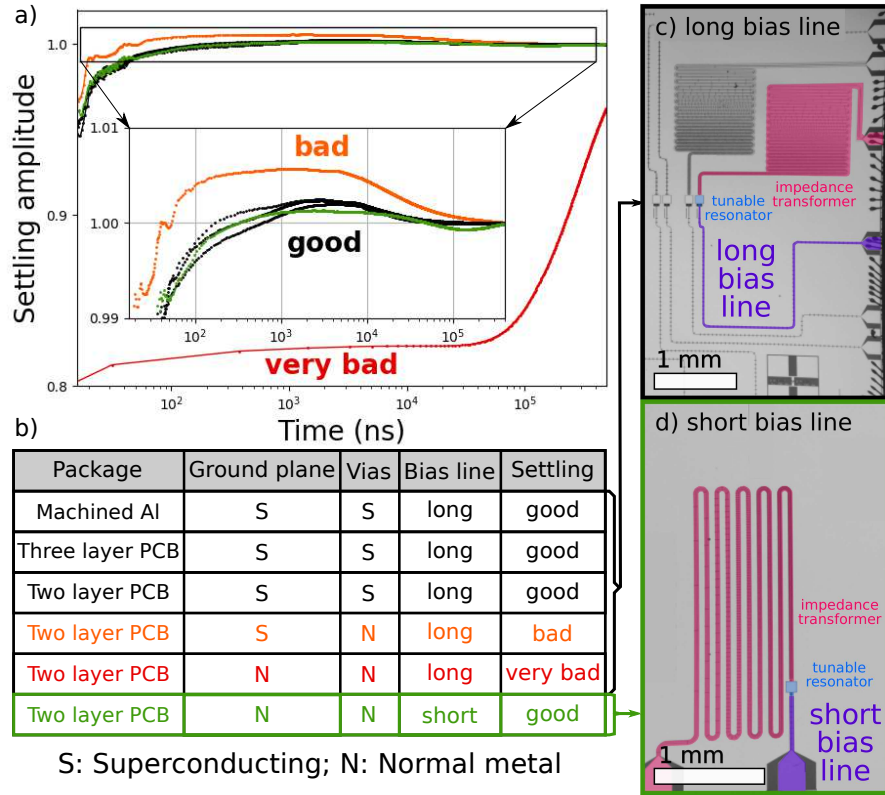 a)
Settling amplitude
1.0
0.9
0.8
1.01
1.00
0.99
bad
good
very bad
10² 10³ 10⁴ 10⁵
10² 10³ 10⁴ 10⁵
Time (ns)
b)
Package Ground plane Vias Bias line Settling
Machined Al S S long good
Three layer PCB S S long good
Two layer PCB S S long good
Two layer PCB S N long bad
Two layer PCB N N long very bad
Two layer PCB N N short good
S: Superconducting; N: Normal metal
c) long bias line
impedance
transformer
tunable
resonator
long
bias
line
1 mm
d) short bias line
impedance
transformer
tunable
resonator
short
bias
line
1 mm